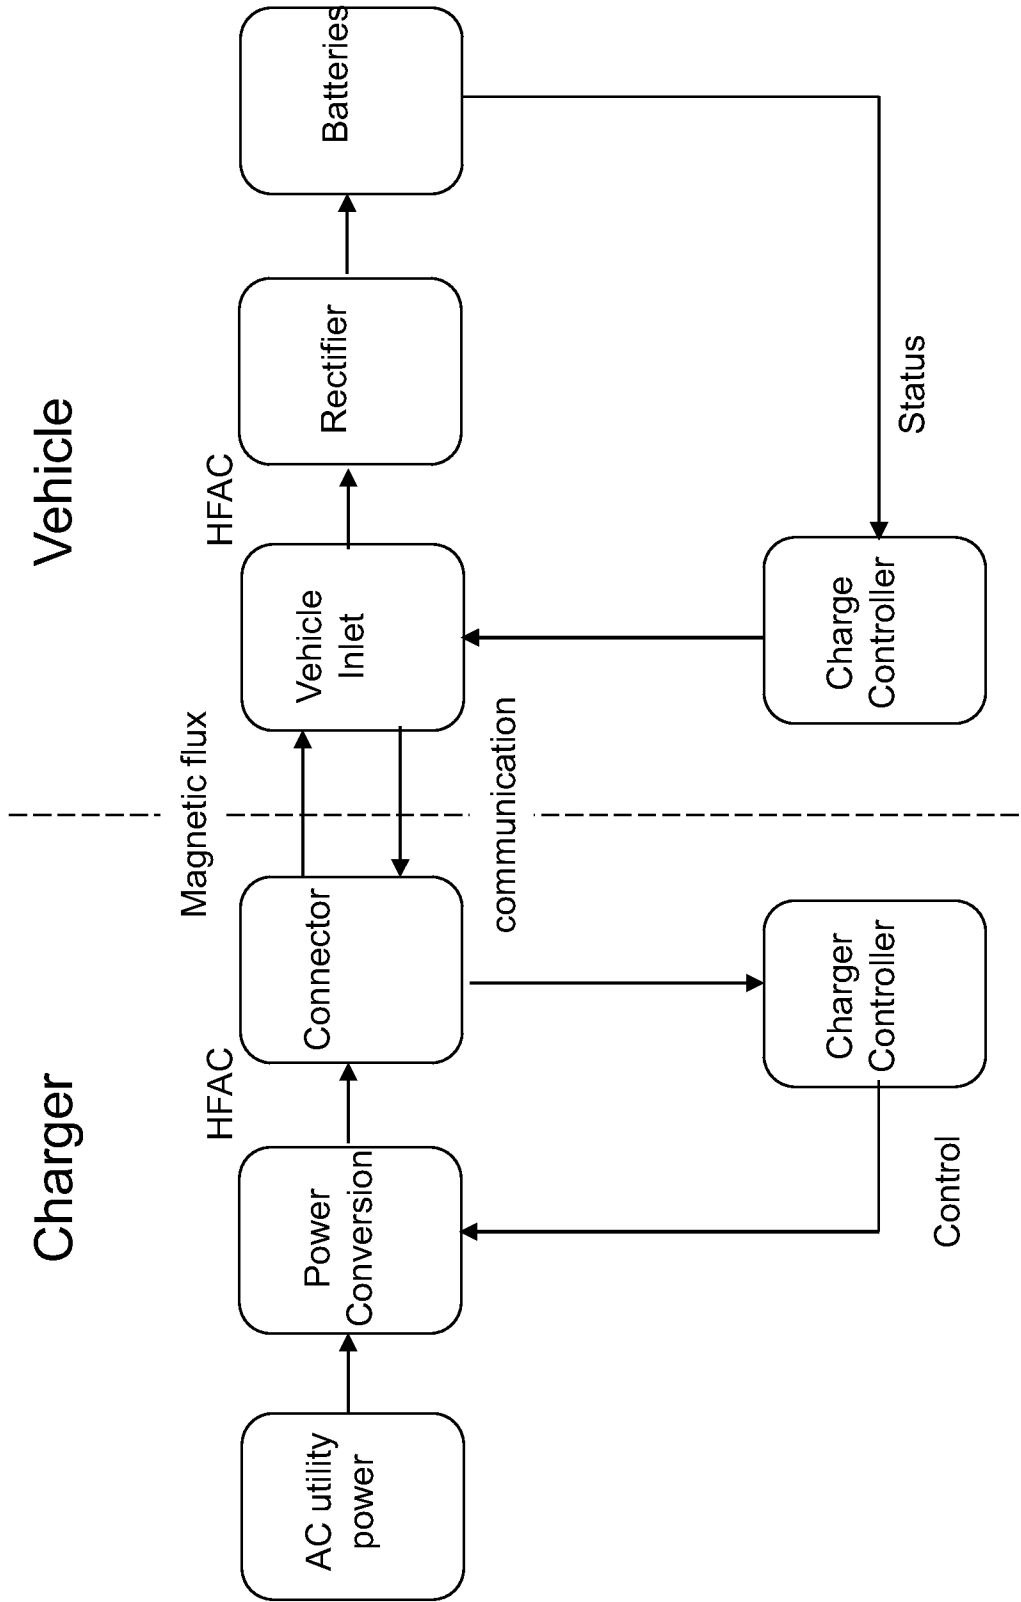 Charger
Vehicle
AC utility
power
Power
Conversion
HFAC
Connector
Magnetic flux
communication
Vehicle
Inlet
HFAC
Rectifier
Batteries
Control
Charger
Controller
Charge
Controller
Status